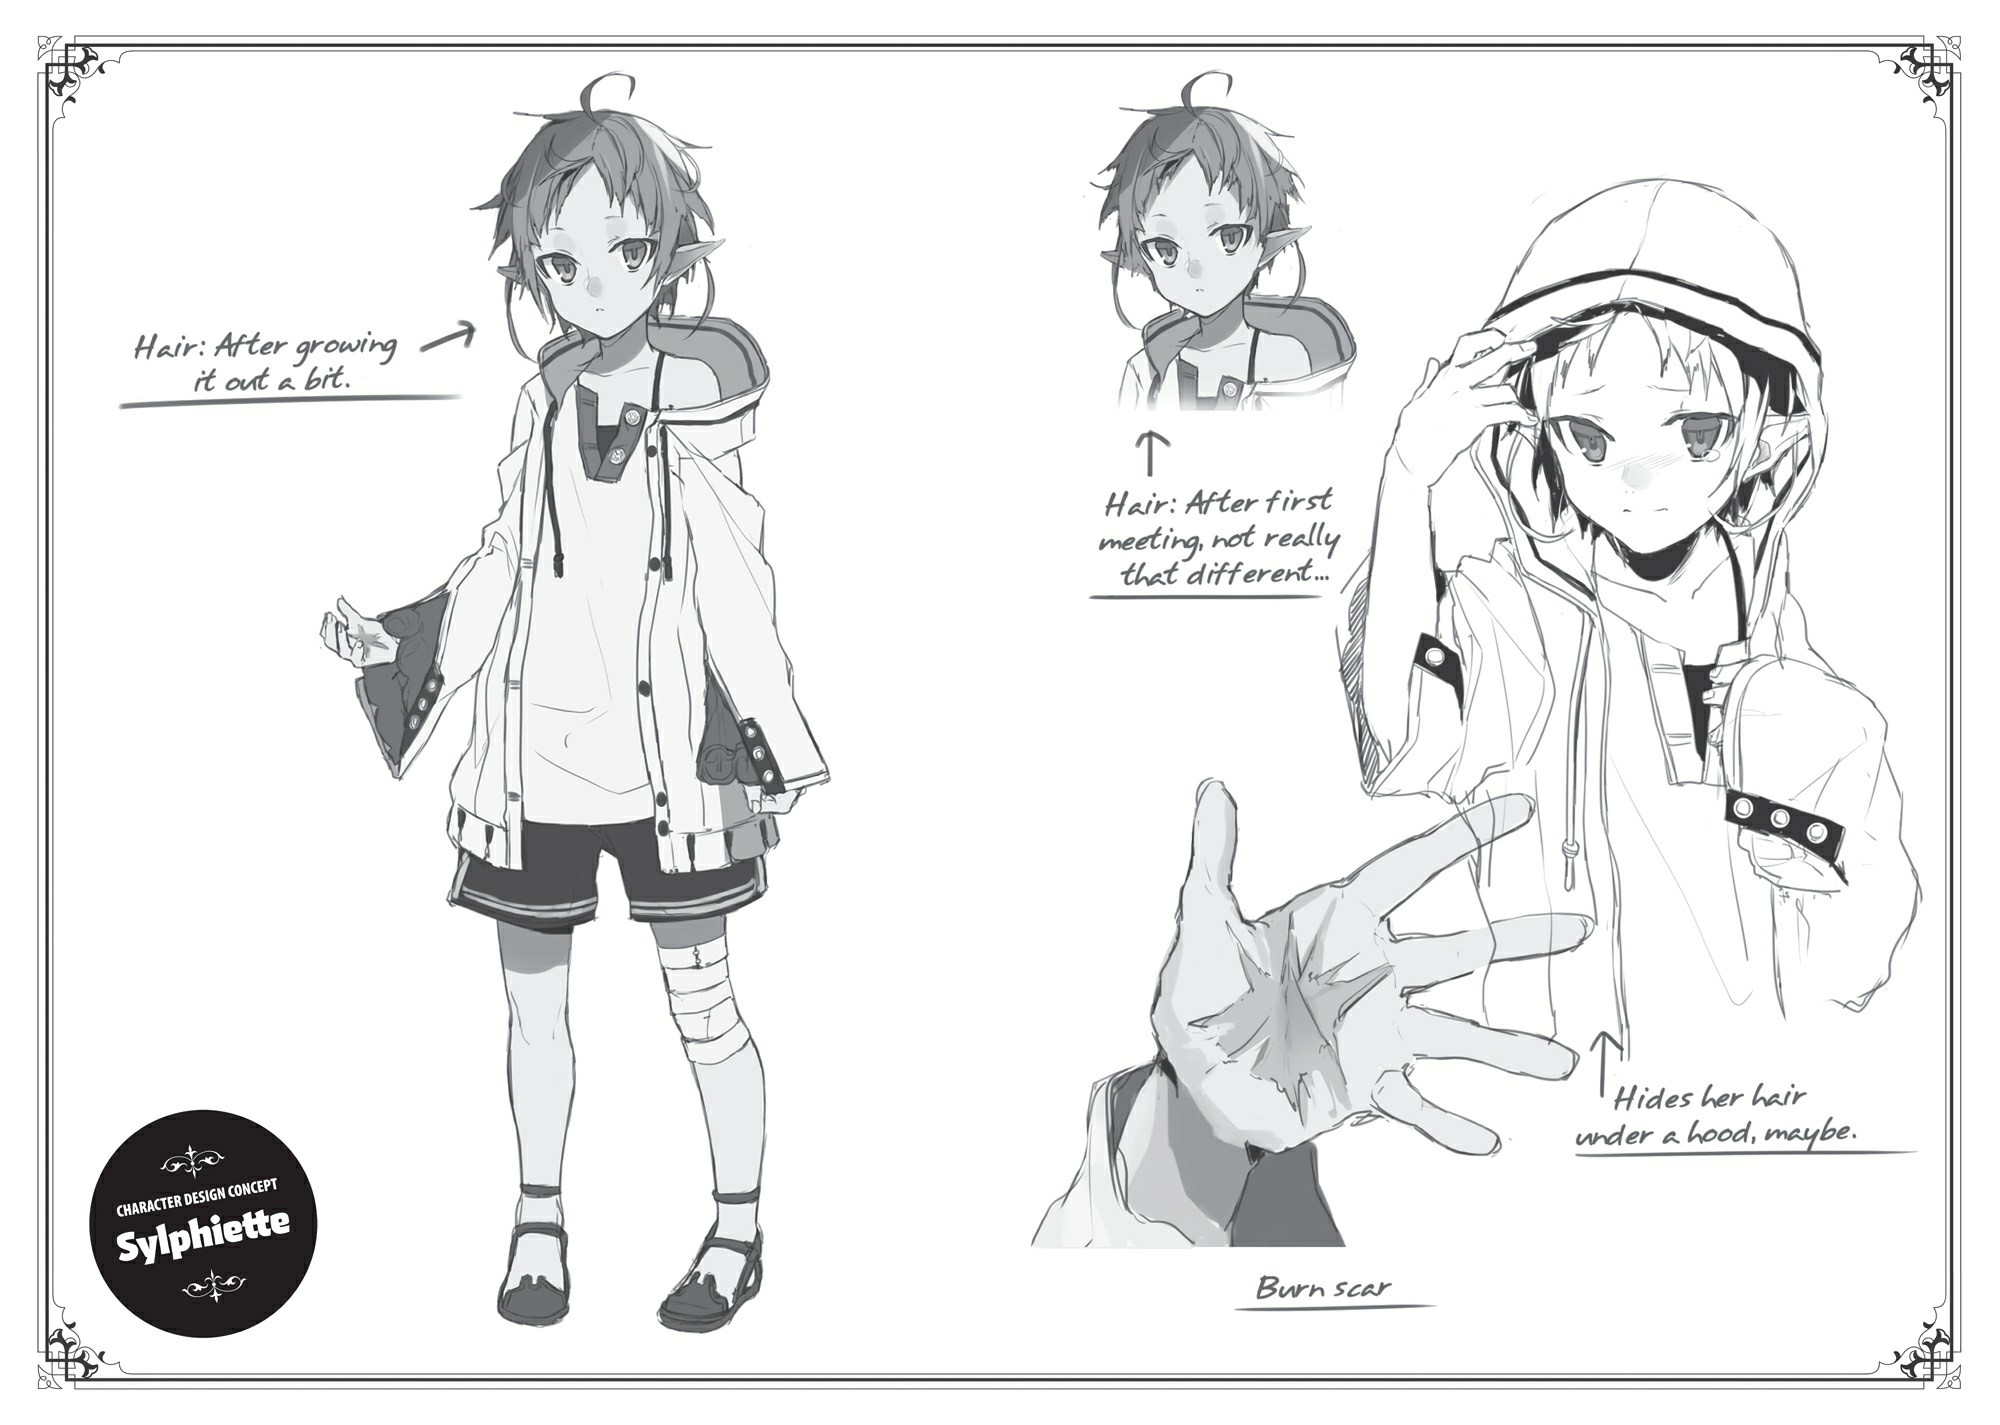 Hair: After growing
it out a bit.
Hair: After first
meeting, not really
that different...
Hides her hair
under a hood, maybe.
Burn scar
CHARACTER DESIGN CONCEPT
Sylphiette